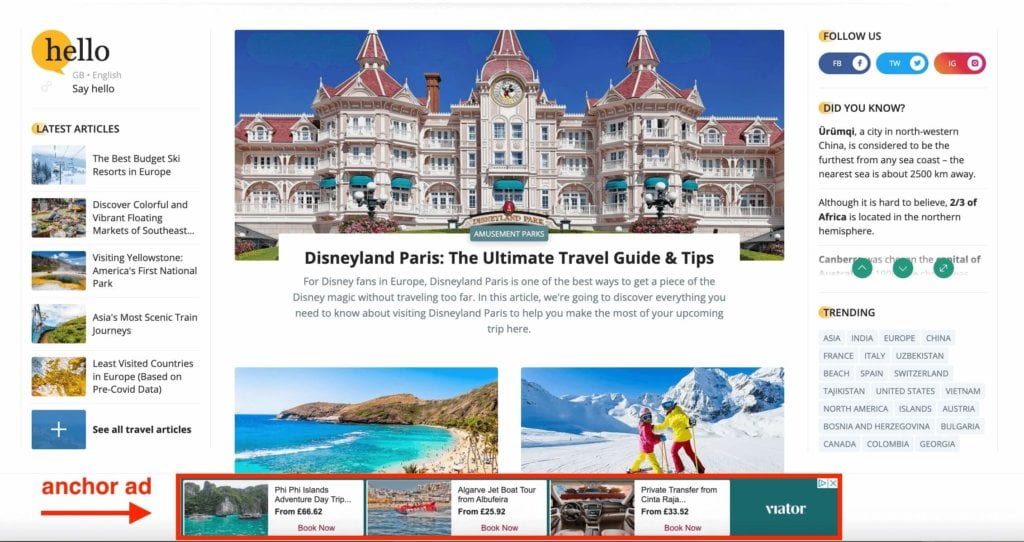 hello
GB • English
Say hello
LATEST ARTICLES
The Best Budget Ski
Resorts in Europe
Discover Colorful and
Vibrant Floating
Markets of Southeast...
Visiting Yellowstone:
America's First National
Park
Asia's Most Scenic Train
Journeys
Least Visited Countries
in Europe (Based on
Pre-Covid Data)
See all travel articles
DISNEYLAND PARK
AMUSEMENT PARKS
Disneyland Paris: The Ultimate Travel Guide & Tips
For Disney fans in Europe, Disneyland Paris is one of the best ways to get a piece of the
Disney magic without traveling too far. In this article, we're going to discover everything you
need to know about visiting Disneyland Paris to help you make the most of your upcoming
trip here.
FOLLOW US
FB
TW
IG
DID YOU KNOW?
Ürümqi, a city in north-western
China, is considered to be the
furthest from any sea coast – the
nearest sea is about 2500 km away.
Although it is hard to believe, 2/3 of
Africa is located in the northern
hemisphere.
Canberra was chosen the capital of
TRENDING
ASIA INDIA EUROPE CHINA
FRANCE ITALY UZBEKISTAN
BEACH SPAIN SWITZERLAND
TAJIKISTAN UNITED STATES VIETNAM
NORTH AMERICA ISLANDS AUSTRIA
BOSNIA AND HERZEGOVINA BULGARIA
CANADA COLOMBIA GEORGIA
anchor ad
Phi Phi Islands
Adventure Day Trip...
From £66.62
Book Now
Algarve Jet Boat Tour
from Albufeira
From £25.92
Book Now
Private Transfer from
Cinta Raja...
From £33.52
Book Now
viator